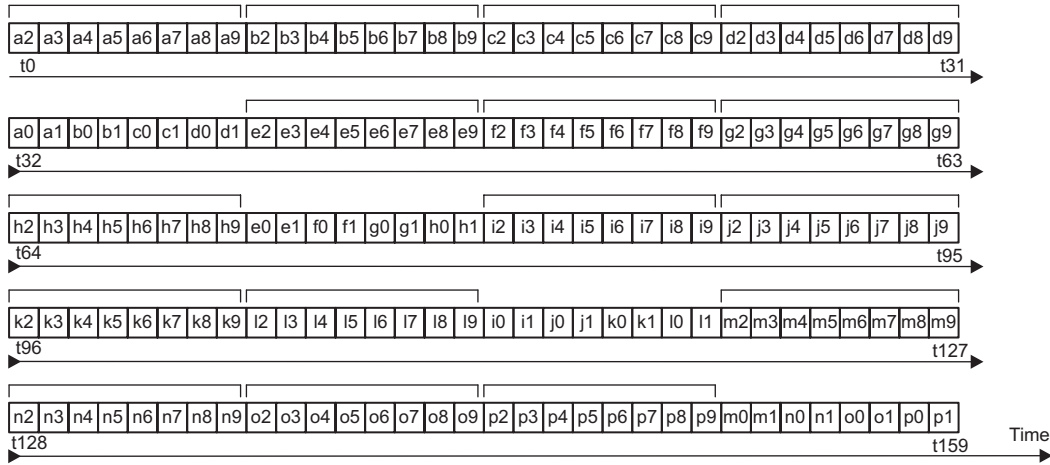 a2 a3 a4 a5 a6 a7 a8 a9 b2 b3 b4 b5 b6 b7 b8 b9 c2 c3 c4 c5 c6 c7 c8 c9 d2 d3 d4 d5 d6 d7 d8 d9
t0 t31
a0 a1 b0 b1 c0 c1 d0 d1 e2 e3 e4 e5 e6 e7 e8 e9 f2 f3 f4 f5 f6 f7 f8 f9 g2 g3 g4 g5 g6 g7 g8 g9
t32 t63
h2 h3 h4 h5 h6 h7 h8 h9 e0 e1 f0 f1 g0 g1 h0 h1 i2 i3 i4 i5 i6 i7 i8 i9 j2 j3 j4 j5 j6 j7 j8 j9
t64 t95
k2 k3 k4 k5 k6 k7 k8 k9 l2 l3 l4 l5 l6 l7 l8 l9 i0 i1 j0 j1 k0 k1 l0 l1 m2 m3 m4 m5 m6 m7 m8 m9
t96 t127
n2 n3 n4 n5 n6 n7 n8 n9 o2 o3 o4 o5 o6 o7 o8 o9 p2 p3 p4 p5 p6 p7 p8 p9 m0 m1 n0 n1 o0 o1 p0 p1
t128 t159 Time